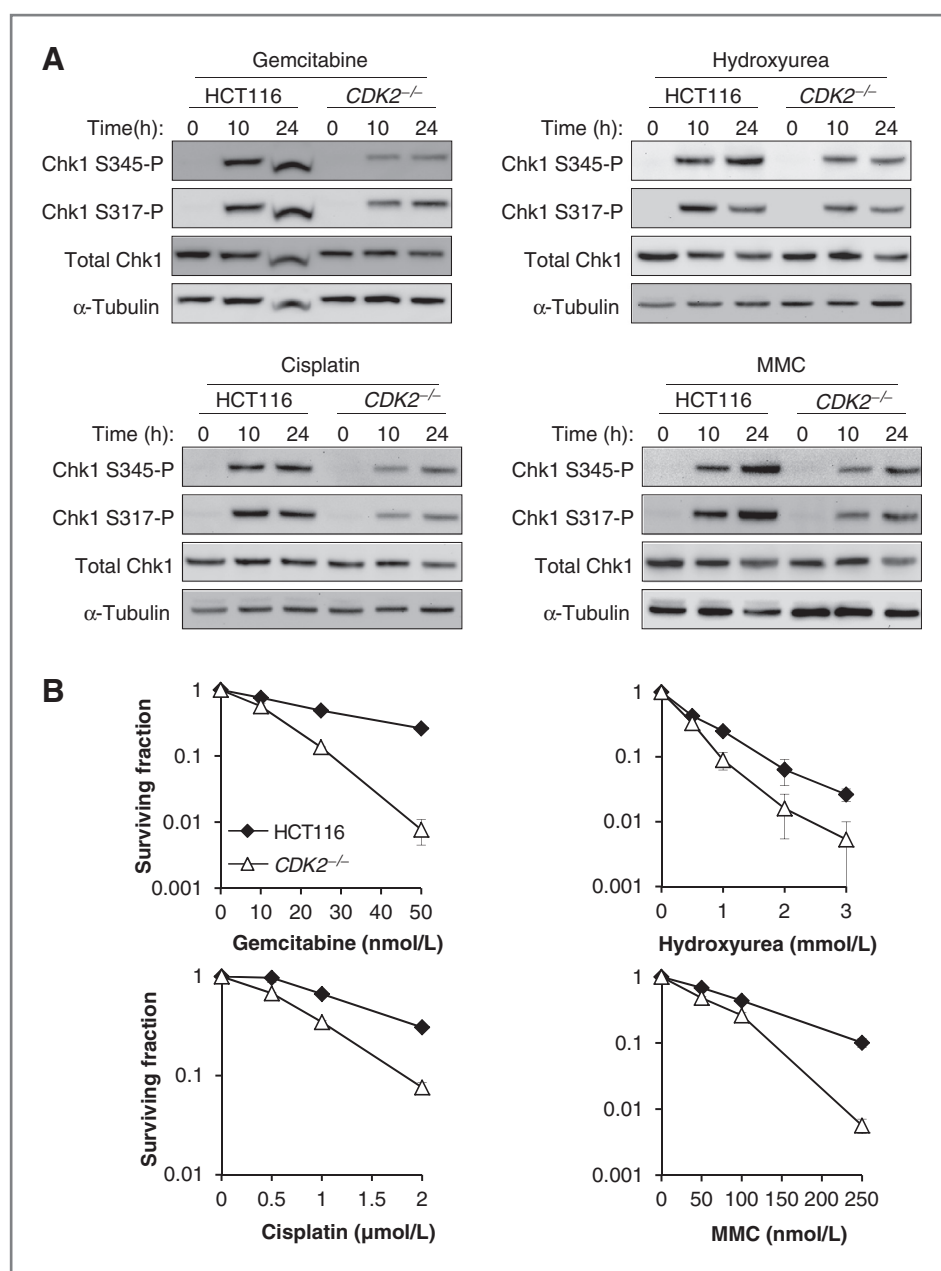 A
Gemcitabine
HCT116 CDK2–/–
Time(h): 0 10 24 0 10 24
Chk1 S345-P
Chk1 S317-P
Total Chk1
α-Tubulin
Hydroxyurea
HCT116 CDK2–/–
Time(h): 0 10 24 0 10 24
Chk1 S345-P
Chk1 S317-P
Total Chk1
α-Tubulin
Cisplatin
HCT116 CDK2–/–
Time (h): 0 10 24 0 10 24
Chk1 S345-P
Chk1 S317-P
Total Chk1
α-Tubulin
MMC
HCT116 CDK2–/–
Time (h): 0 10 24 0 10 24
Chk1 S345-P
Chk1 S317-P
Total Chk1
α-Tubulin
B
Surviving fraction
1
0.1
0.01
0.001
HCT116
CDK2–/–
0 10 20 30 40 50
Gemcitabine (nmol/L)
1
0.1
0.01
0.001
0 1 2 3
Hydroxyurea (mmol/L)
Surviving fraction
1
0.1
0.01
0 0.5 1 1.5 2
Cisplatin (μmol/L)
1
0.1
0.01
0.001
0 50 100 150 200 250
MMC (nmol/L)